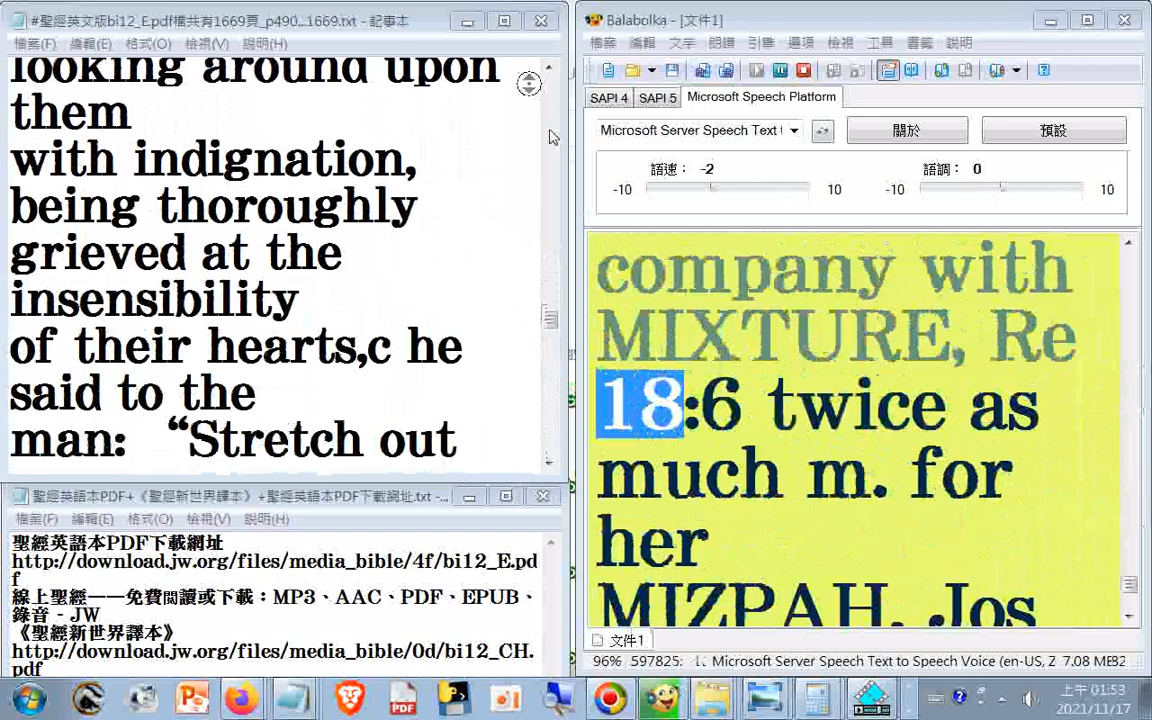 #聖經英文版bi12_E.pdf檔共有1669頁_p490...1669.txt - 記事本
檔案(F) 編輯(E) 格式(O) 檢視(V) 說明(H)
looking around upon
them
with indignation,
being thoroughly
grieved at the
insensibility
of their hearts,c he
said to the
man: “Stretch out
聖經英語本PDF+《聖經新世界譯本》+聖經英語本PDF下載網址.txt -...
檔案(F) 編輯(E) 格式(O) 檢視(V) 說明(H)
聖經英語本PDF下載網址
http://download.jw.org/files/media_bible/4f/bi12_E.pd
f
線上聖經——免費閱讀或下載：MP3、AAC、PDF、EPUB、
錄音 - JW
《聖經新世界譯本》
http://download.jw.org/files/media_bible/0d/bi12_CH.
pdf
Balabolka - [文件1]
檔案 編輯 文字 朗讀 引擎 選項 檢視 工具 書籤 說明
SAPI 4 SAPI 5 Microsoft Speech Platform
Microsoft Server Speech Text
關於 預設
語速： -2 語調： 0
-10 10 -10 10
company with
MIXTURE, Re
18:6 twice as
much m. for
her
MIZPAH, Jos
文件1
96% 597825: Microsoft Server Speech Text to Speech Voice (en-US, Z 7.08 MB
上午 01:53
2021/11/17